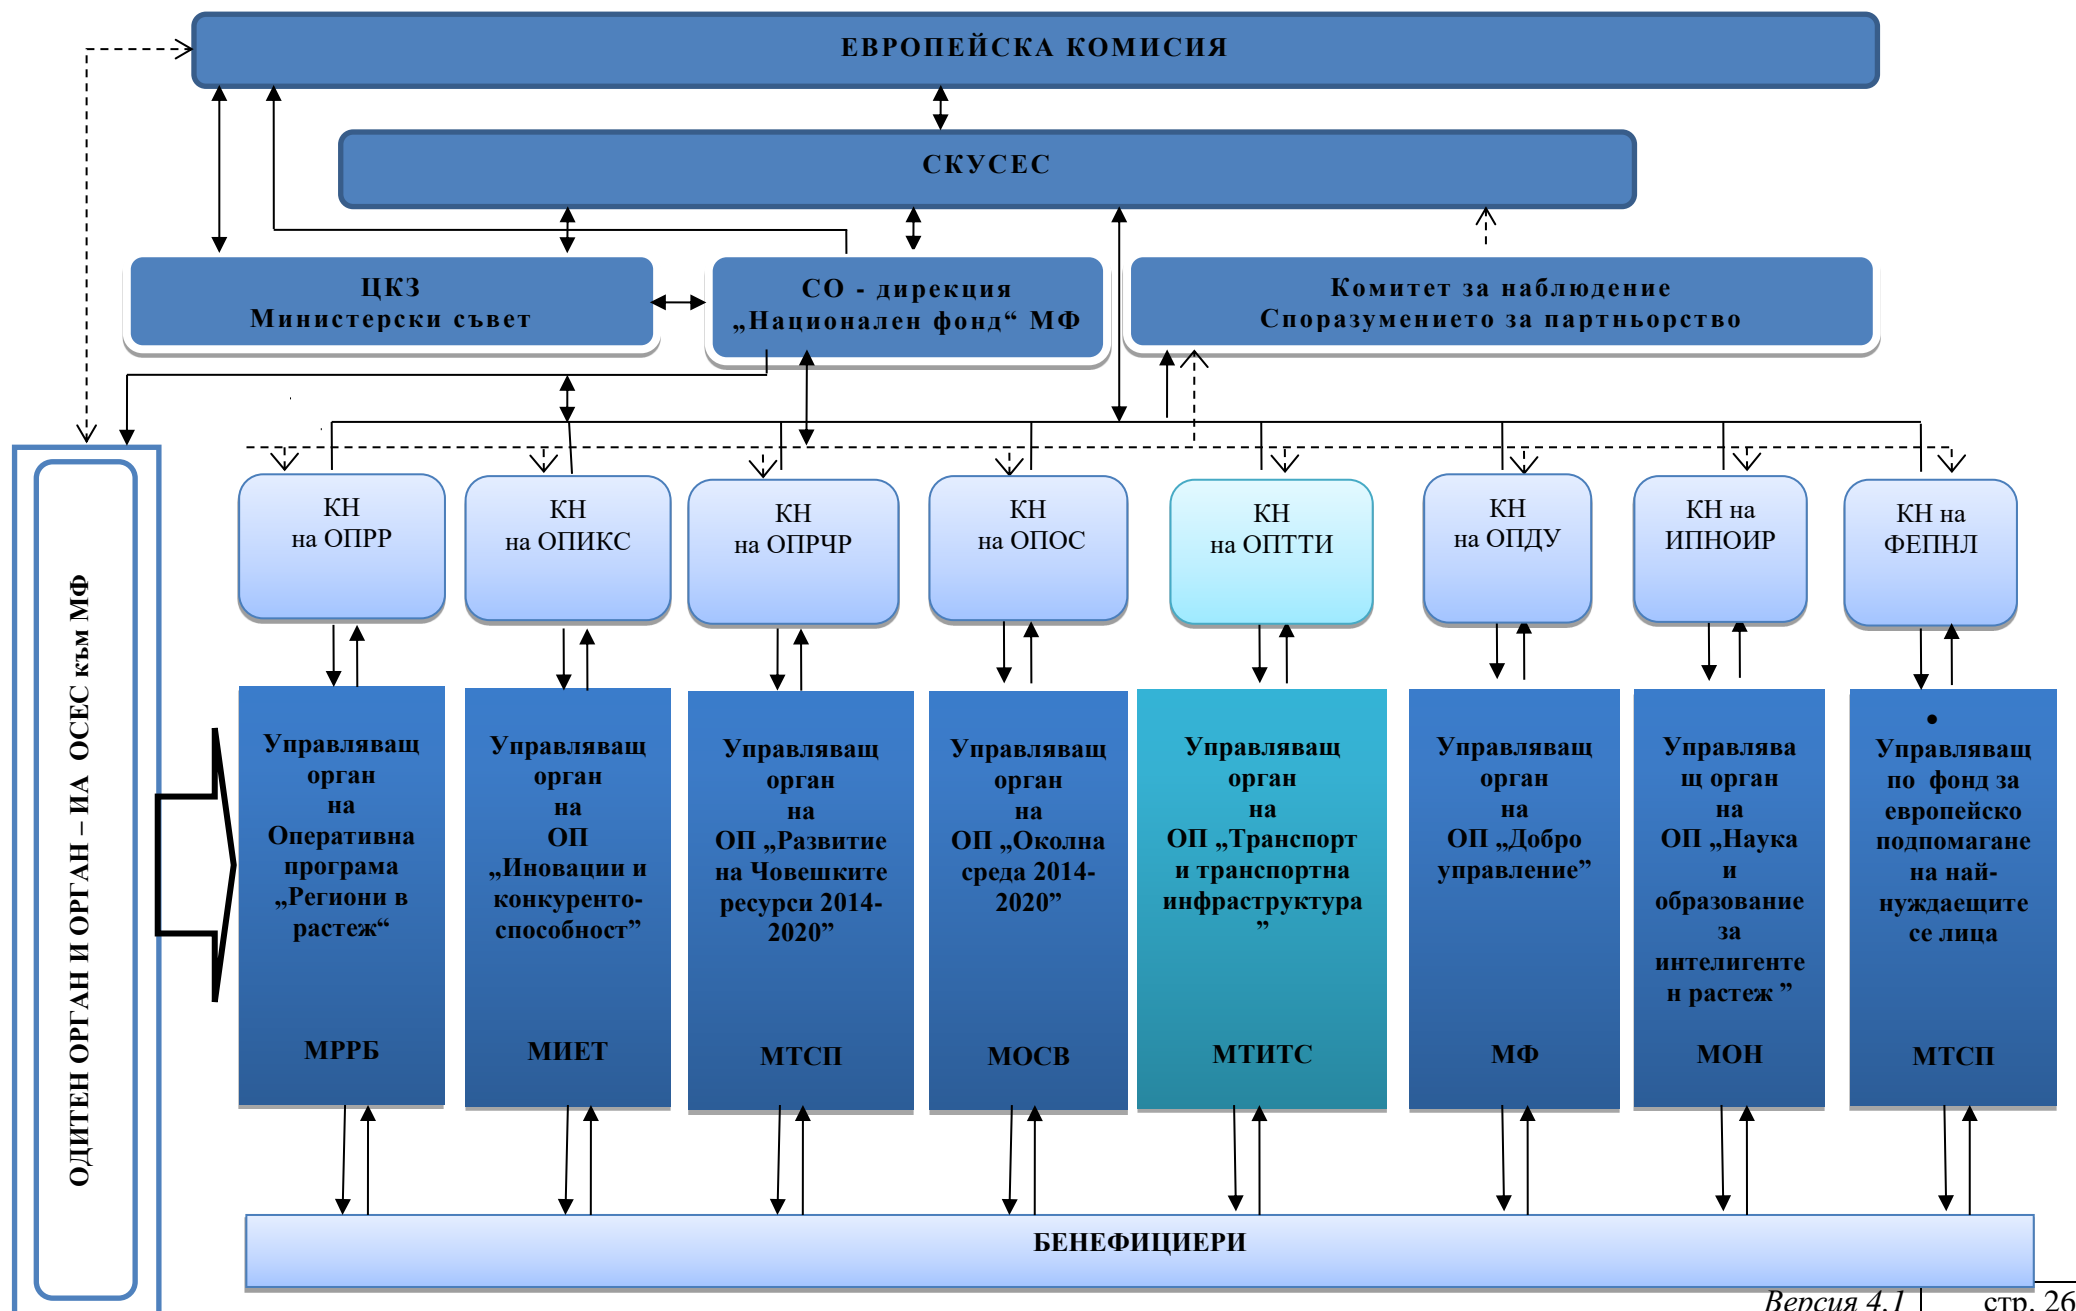 ЕВРОПЕЙСКА КОМИСИЯ
СКУСЕС
ЦКЗ
Министерски съвет
СО - дирекция
„Национален фонд“ МФ
Комитет за наблюдение
Споразумението за партньорство
ОДИТЕН ОРГАН И ОРГАН – ИА ОСЕС към МФ
КН
на ОПРР
КН
на ОПИКС
КН
на ОПРЧР
КН
на ОПОС
КН
на ОПТТИ
КН
на ОПДУ
КН на
ИПНОИР
КН на
ФЕПНЛ
Управляващ
орган
на
Оперативна
програма
„Региони в
растеж“
МРРБ
Управляващ
орган
на
ОП
„Иновации и
конкуренто-
способност”
МИЕТ
Управляващ
орган
на
ОП „Развитие
на Човешките
ресурси 2014-
2020”
МТСП
Управляващ
орган
на
ОП „Околна
среда 2014-
2020”
МОСВ
Управляващ
орган
на
ОП „Транспорт
и транспортна
инфраструктура
”
МТИТС
Управляващ
орган
на
ОП „Добро
управление”
МФ
Управлява
щ орган
на
ОП „Наука
и
образование
за
интелигенте
н растеж ”
МОН
•
Управляващ
по фонд за
европейско
подпомагане
на най-
нуждаещите
се лица
МТСП
БЕНЕФИЦИЕРИ
Версия 4.1 стр. 26